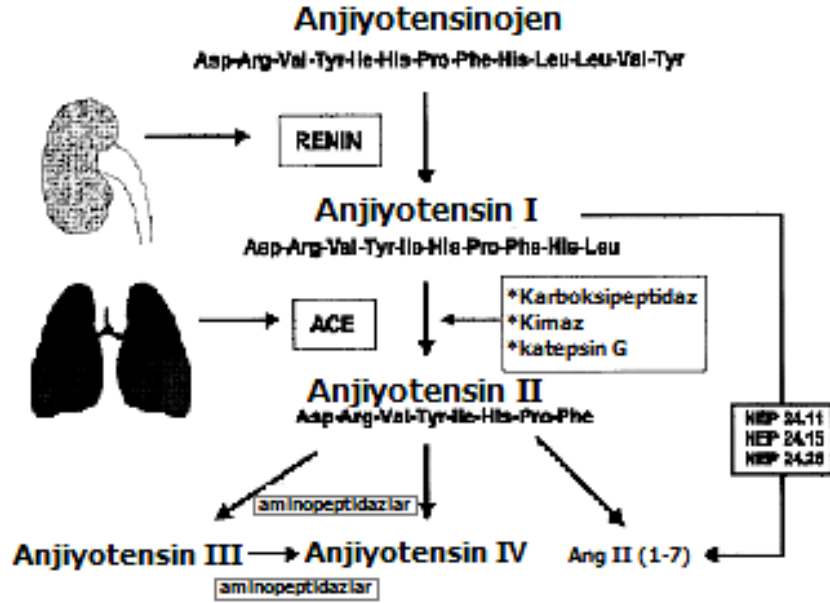 Anjiyotensinojen
Asp-Arg-Val-Tyr-Ile-His-Pro-Phe-His-Leu-Leu-Val-Tyr
RENIN
Anjiyotensin I
Asp-Arg-Val-Tyr-Ile-His-Pro-Phe-His-Leu
*Karboksipeptidaz
*Kimaz
*katepsin G
ACE
Anjiyotensin II
Asp-Arg-Val-Tyr-Ile-His-Pro-Phe
NEP 24.11
NEP 24.15
NEP 24.26
aminopeptidazlar
Anjiyotensin III
Anjiyotensin IV
Ang II (1-7)
aminopeptidazlar